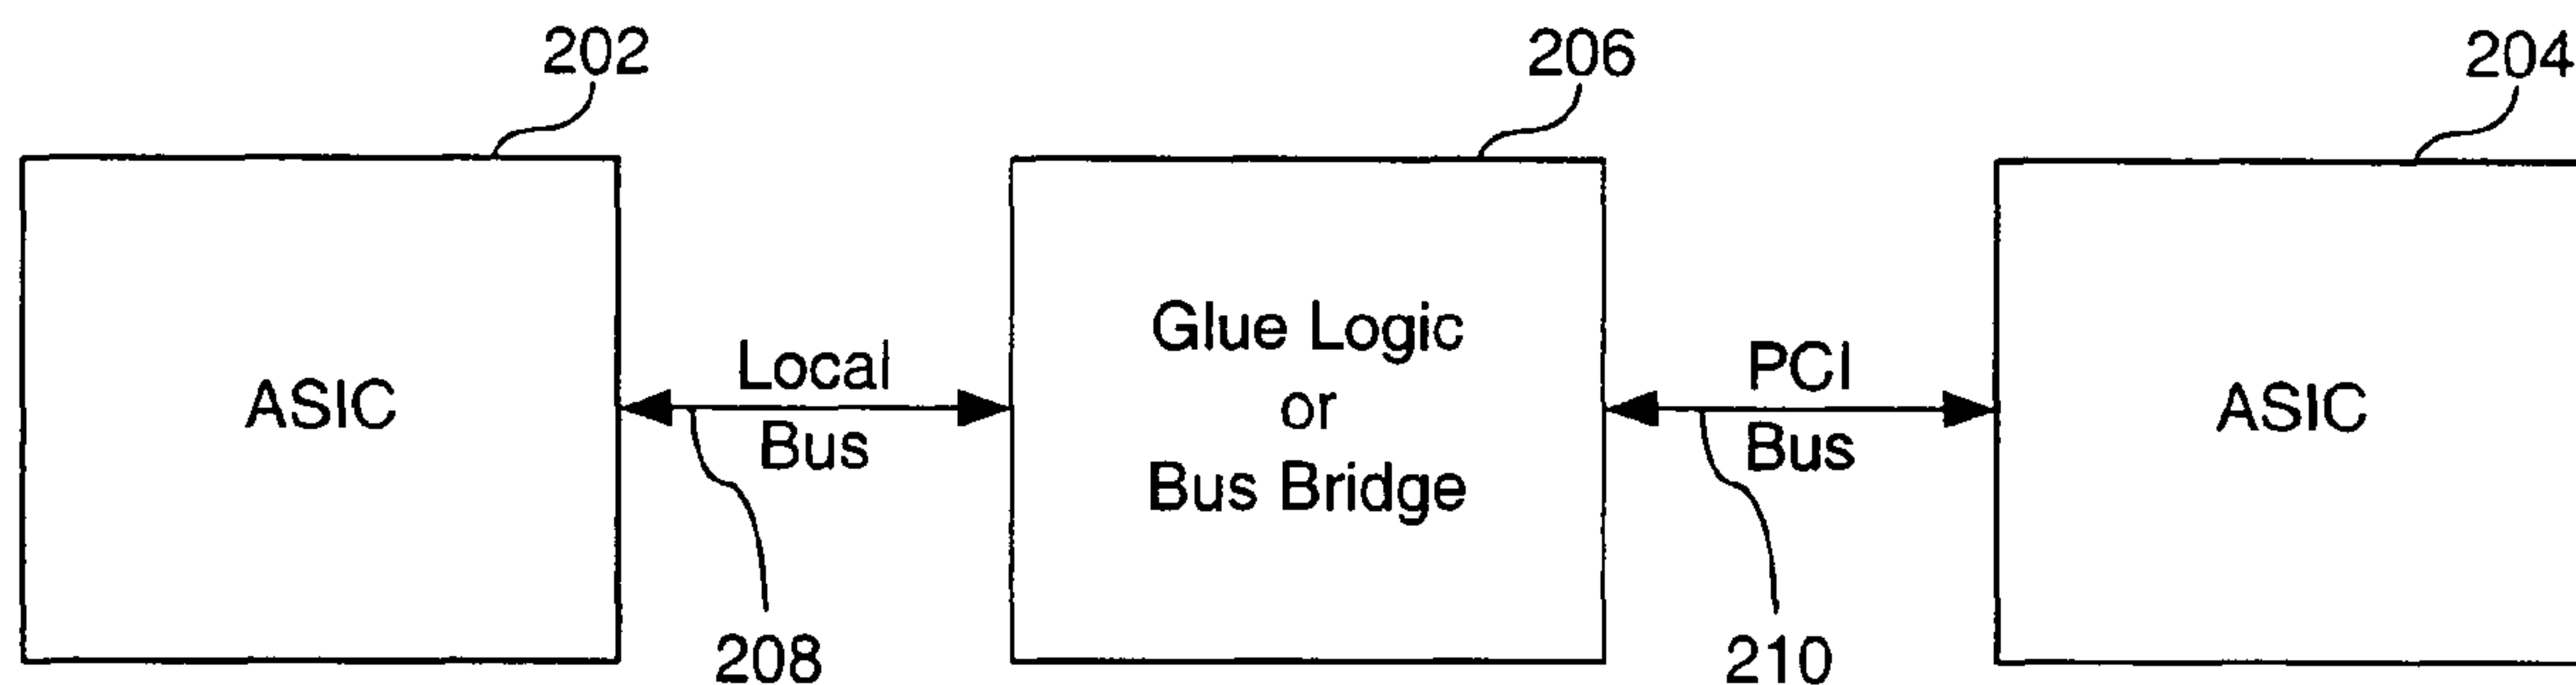 202
206
204
ASIC
Local
Bus
208
Glue Logic
or
Bus Bridge
PCI
Bus
210
ASIC